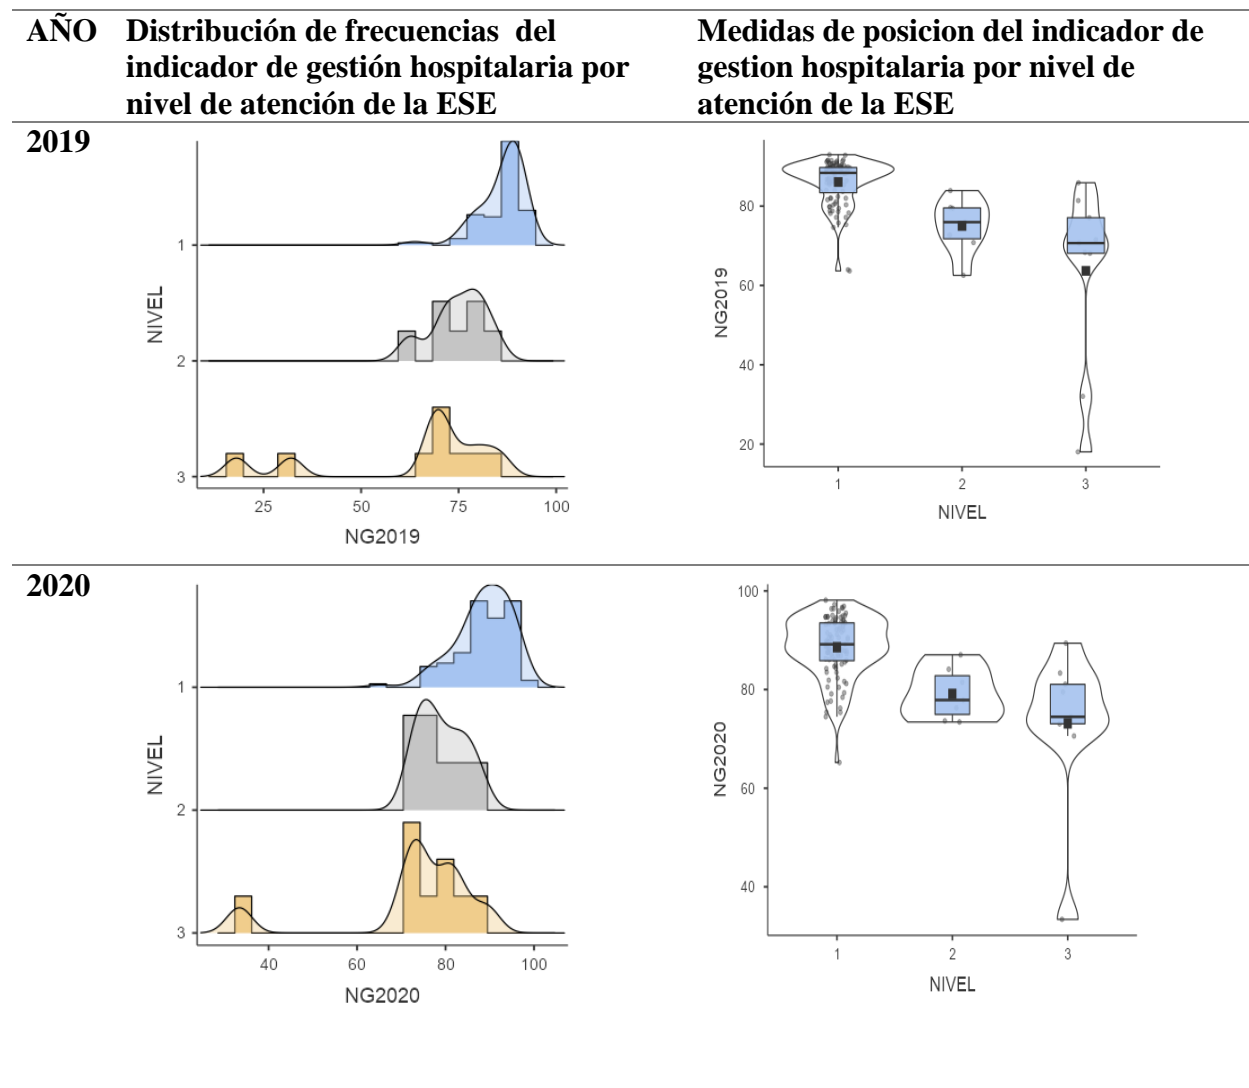 AÑO
Distribución de frecuencias del
indicador de gestión hospitalaria por
nivel de atención de la ESE
Medidas de posicion del indicador de
gestion hospitalaria por nivel de
atención de la ESE
2019
NIVEL
1
2
3
25 50 75 100
NG2019
NG2019
80
60
40
20
1 2 3
NIVEL
2020
NIVEL
1
2
3
40 60 80 100
NG2020
NG2020
100
80
60
40
1 2 3
NIVEL